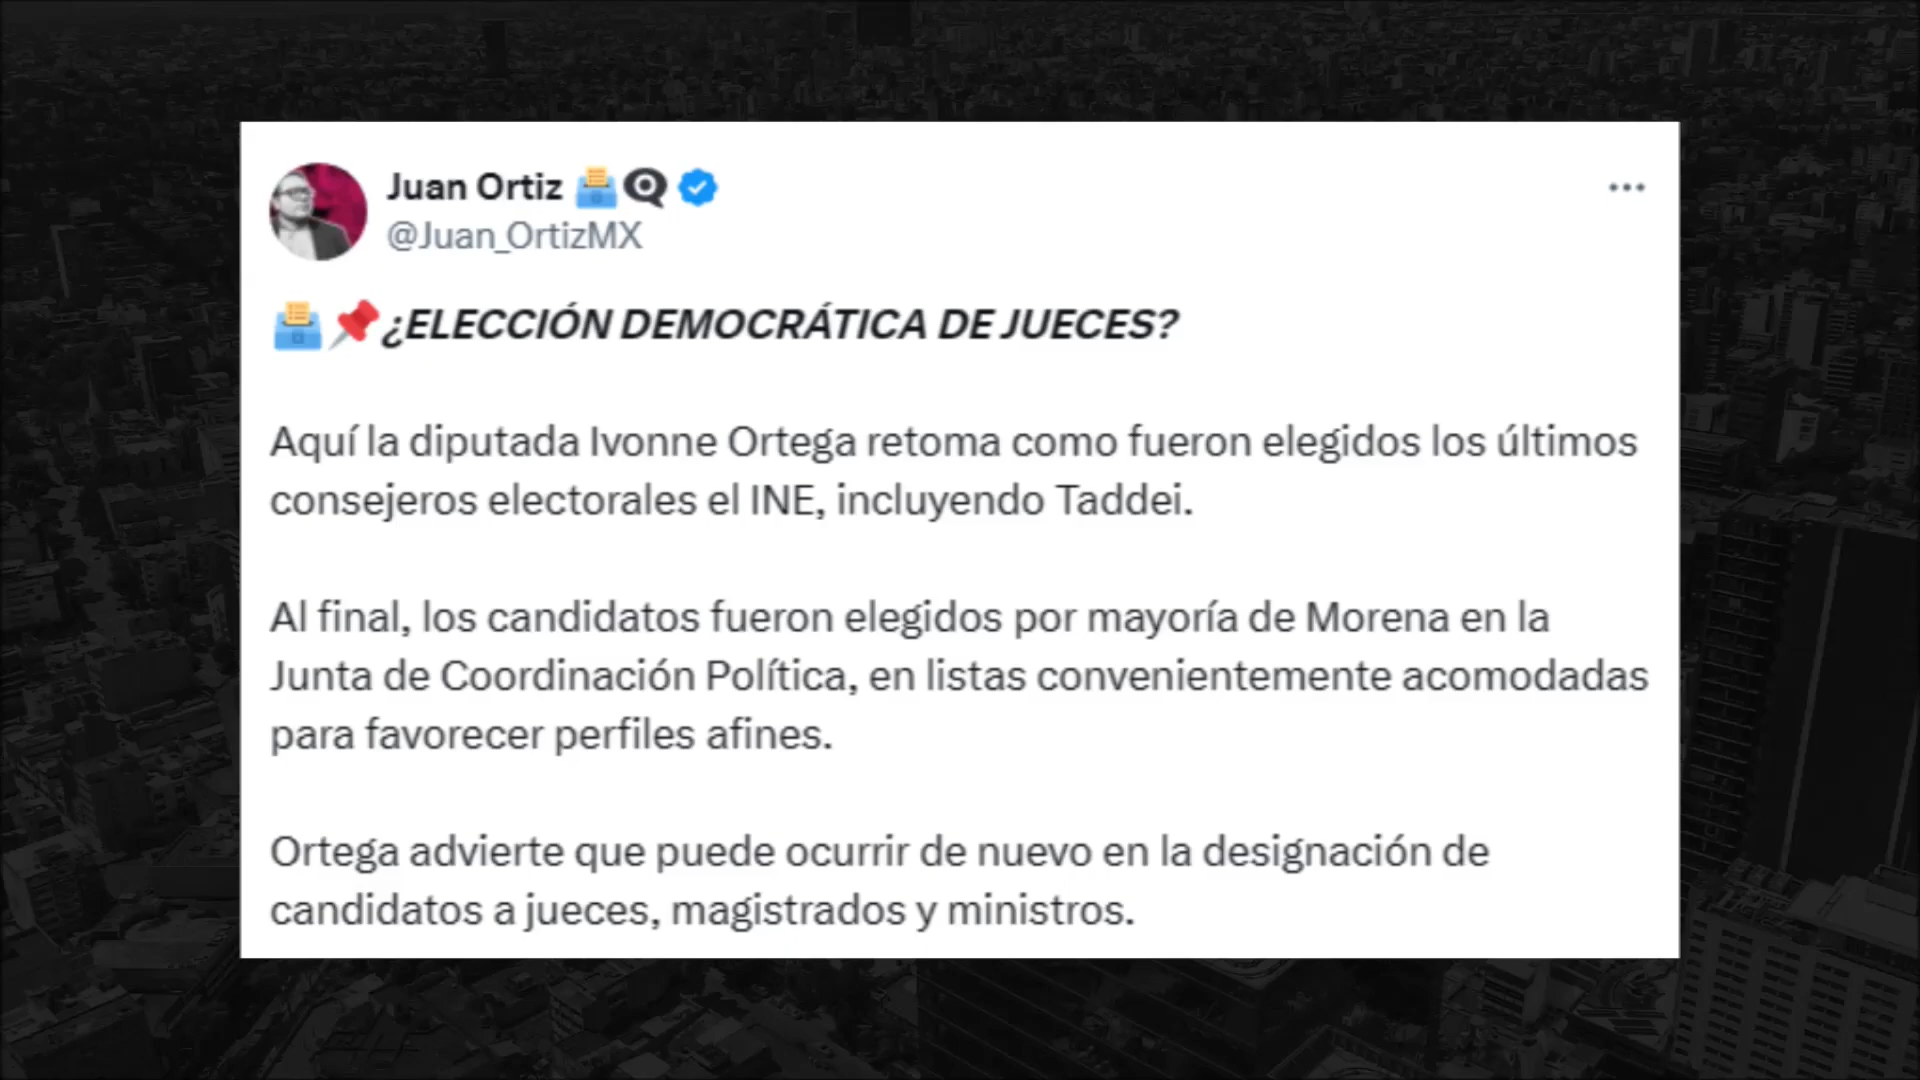 Juan Ortiz
@Juan_OrtizMX
¿ELECCIÓN DEMOCRÁTICA DE JUECES?
Aquí la diputada Ivonne Ortega retoma como fueron elegidos los últimos
consejeros electorales el INE, incluyendo Taddei.
Al final, los candidatos fueron elegidos por mayoría de Morena en la
Junta de Coordinación Política, en listas convenientemente acomodadas
para favorecer perfiles afines.
Ortega advierte que puede ocurrir de nuevo en la designación de
candidatos a jueces, magistrados y ministros.